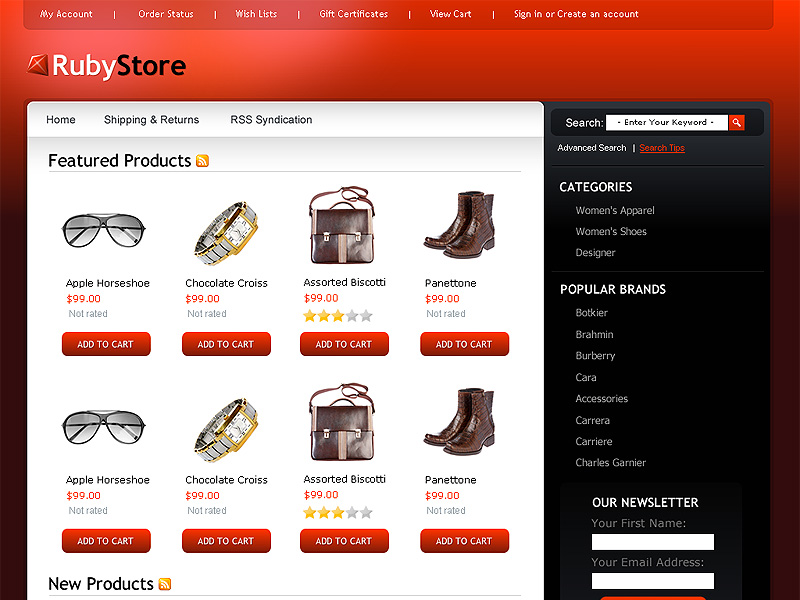 My Account | Order Status | Wish Lists | Gift Certificates | View Cart | Sign in or Create an account
RubyStore
Home Shipping & Returns RSS Syndication
Search: - Enter Your Keyword -
Advanced Search | Search Tips
Featured Products
Apple Horseshoe Chocolate Croiss Assorted Biscotti Panettone
$99.00 $99.00 $99.00 $99.00
Not rated Not rated Not rated
ADD TO CART ADD TO CART ADD TO CART ADD TO CART
Apple Horseshoe Chocolate Croiss Assorted Biscotti Panettone
$99.00 $99.00 $99.00 $99.00
Not rated Not rated Not rated
ADD TO CART ADD TO CART ADD TO CART ADD TO CART
New Products
CATEGORIES
Women's Apparel
Women's Shoes
Designer
POPULAR BRANDS
Botkier
Brahmin
Burberry
Cara
Accessories
Carrera
Carriere
Charles Garnier
OUR NEWSLETTER
Your First Name:
Your Email Address: